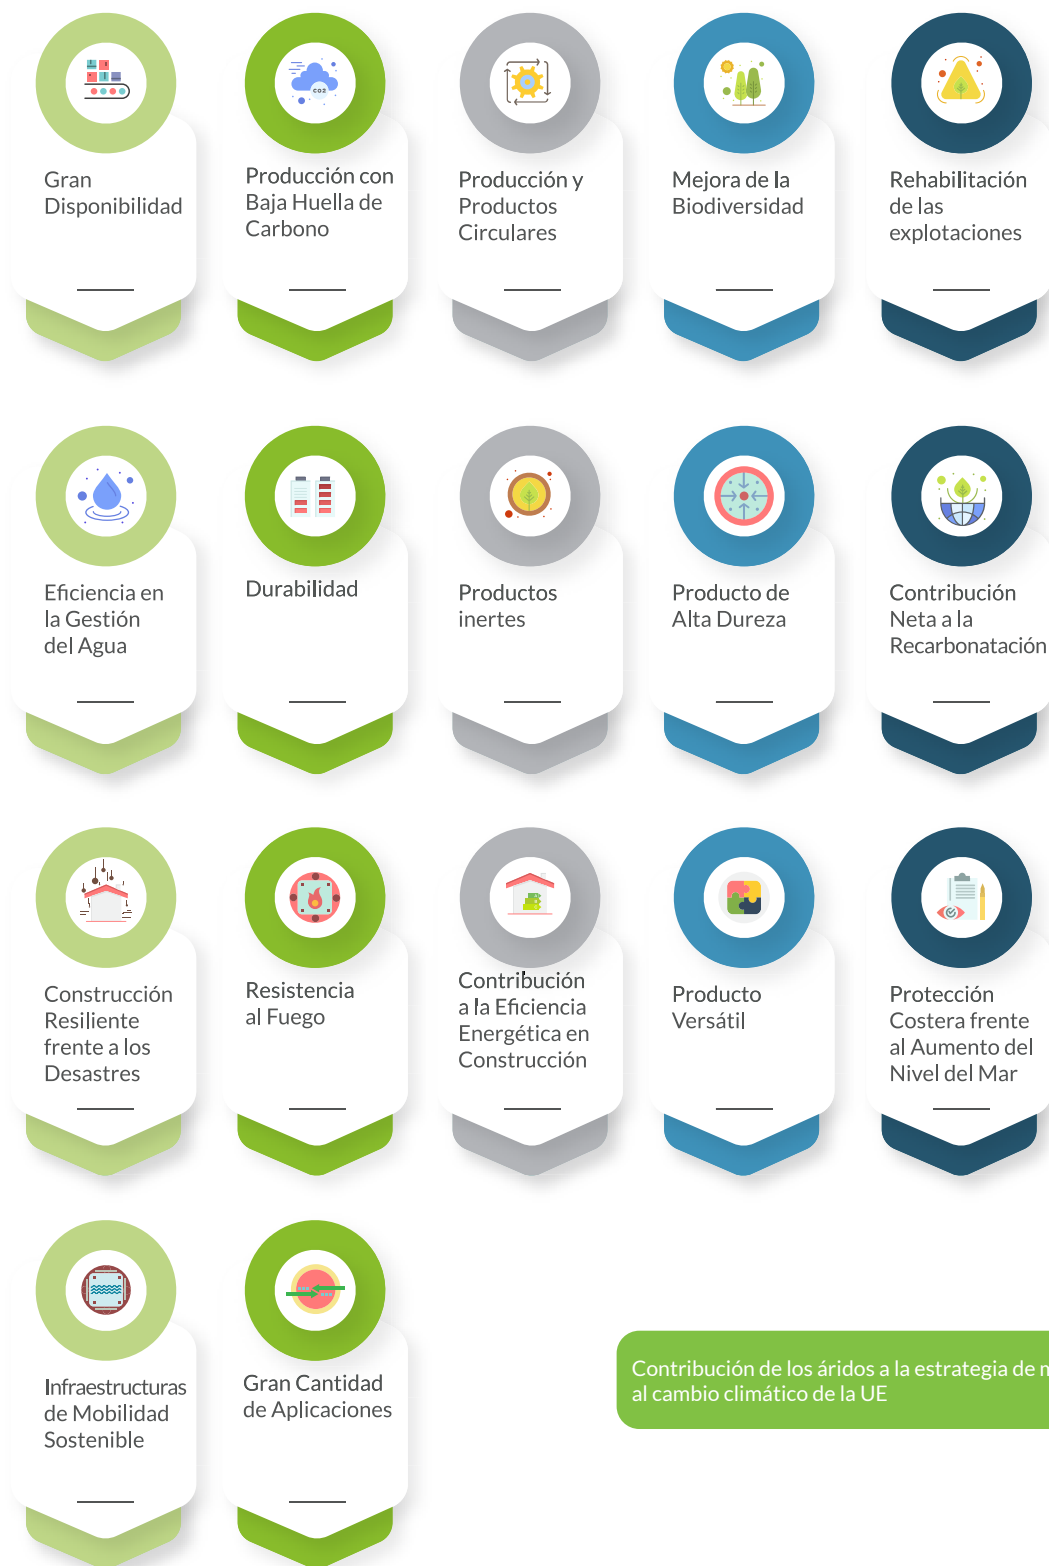 CO2
Gran
Disponibilidad
Producción con
Baja Huella de
Carbono
Producción y
Productos
Circulares
Mejora de la
Biodiversidad
Rehabilitación
de las
explotaciones
Eficiencia en
la Gestión
del Agua
Durabilidad
Productos
inertes
Producto de
Alta Dureza
Contribución
Neta a la
Recarbonatación
Construcción
Resiliente
frente a los
Desastres
Resistencia
al Fuego
Contribución
a la Eficiencia
Energética en
Construcción
Producto
Versátil
Protección
Costera frente
al Aumento del
Nivel del Mar
Infraestructuras
de Mobilidad
Sostenible
Gran Cantidad
de Aplicaciones
Contribución de los áridos a la estrategia de
al cambio climático de la UE